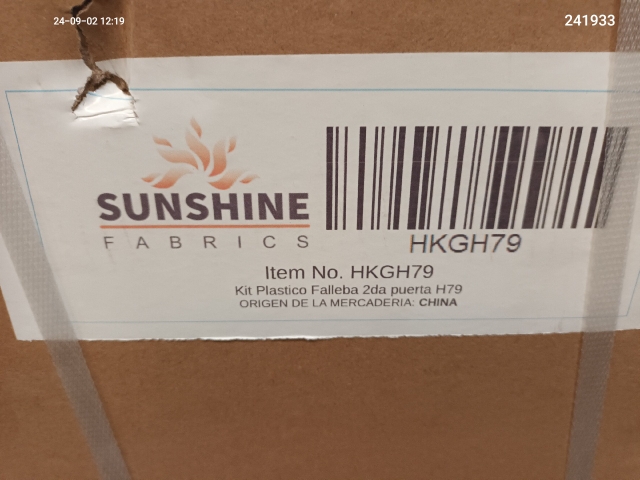 24-09-02 12:19
241933
SUNSHINE
FABRICS
HKGH79
Item No. HKGH79
Kit Plastico Falleba 2da puerta H79
ORIGEN DE LA MERCADERIA: CHINA